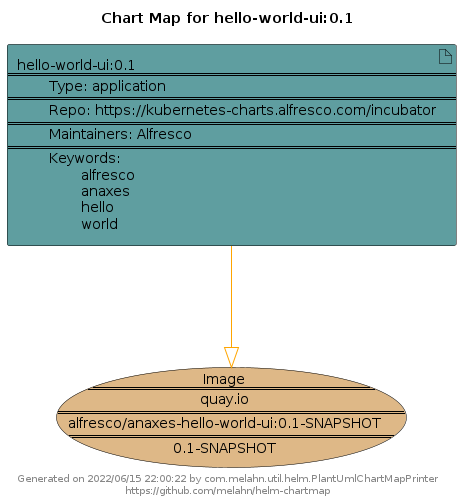 Chart Map for hello-world-ui:0.1
hello-world-ui:0.1
Type: application
Repo: https://kubernetes-charts.alfresco.com/incubator
Maintainers: Alfresco
Keywords:
alfresco
anaxes
hello
world
Image
quay.io
alfresco/anaxes-hello-world-ui:0.1-SNAPSHOT
0.1-SNAPSHOT
Generated on 2022/06/15 22:00:22 by com.melahn.util.helm.PlantUmlChartMapPrinter
https://github.com/melahn/helm-chartmap